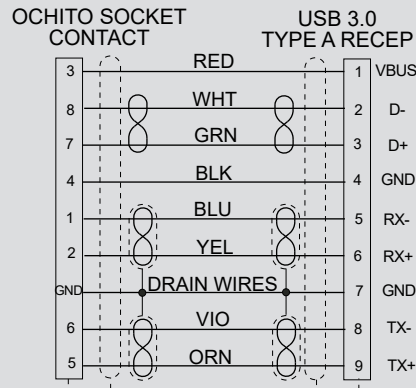 OCHITO SOCKET CONTACT
USB 3.0 TYPE A RECEP
3 RED 1 VBUS
8 WHT 2 D-
7 GRN 3 D+
4 BLK 4 GND
1 BLU 5 RX-
2 YEL 6 RX+
GND DRAIN WIRES 7 GND
6 VIO 8 TX-
5 ORN 9 TX+